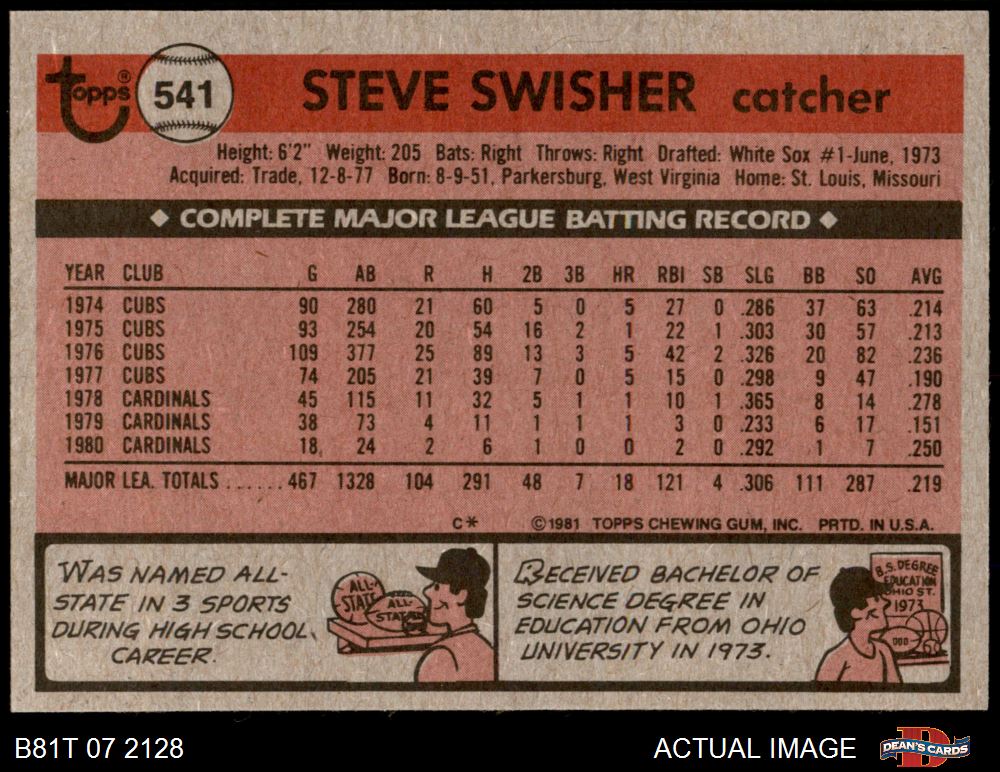 Topps® 541 STEVE SWISHER catcher
Height: 6'2" Weight: 205 Bats: Right Throws: Right Drafted: White Sox #1-June, 1973
Acquired: Trade, 12-8-77 Born: 8-9-51, Parkersburg, West Virginia Home: St. Louis, Missouri
◆ COMPLETE MAJOR LEAGUE BATTING RECORD ◆
YEAR CLUB G AB R H 2B 3B HR RBI SB SLG BB SO AVG
1974 CUBS 90 280 21 60 5 0 5 27 0 .286 37 63 .214
1975 CUBS 93 254 20 54 16 2 1 22 1 .303 30 57 .213
1976 CUBS 109 377 25 89 13 3 5 42 2 .326 20 82 .236
1977 CUBS 74 205 21 39 7 0 5 15 0 .298 9 47 .190
1978 CARDINALS 45 115 11 32 5 1 1 10 1 .365 8 14 .278
1979 CARDINALS 38 73 4 11 1 1 1 3 0 .233 6 17 .151
1980 CARDINALS 18 24 2 6 1 0 0 2 0 .292 1 7 .250
MAJOR LEA. TOTALS ...... 467 1328 104 291 48 7 18 121 4 .306 111 287 .219
C* ©1981 TOPPS CHEWING GUM, INC. PRTD. IN U.S.A.
WAS NAMED ALL-
STATE IN 3 SPORTS
DURING HIGH SCHOOL
CAREER.
ALL-
STATE
ALL-
STATE
RECEIVED BACHELOR OF
SCIENCE DEGREE IN
EDUCATION FROM OHIO
UNIVERSITY IN 1973.
B.S. DEGREE
EDUCATION
OHIO ST.
1973
B81T 07 2128 ACTUAL IMAGE DEAN'S CARDS